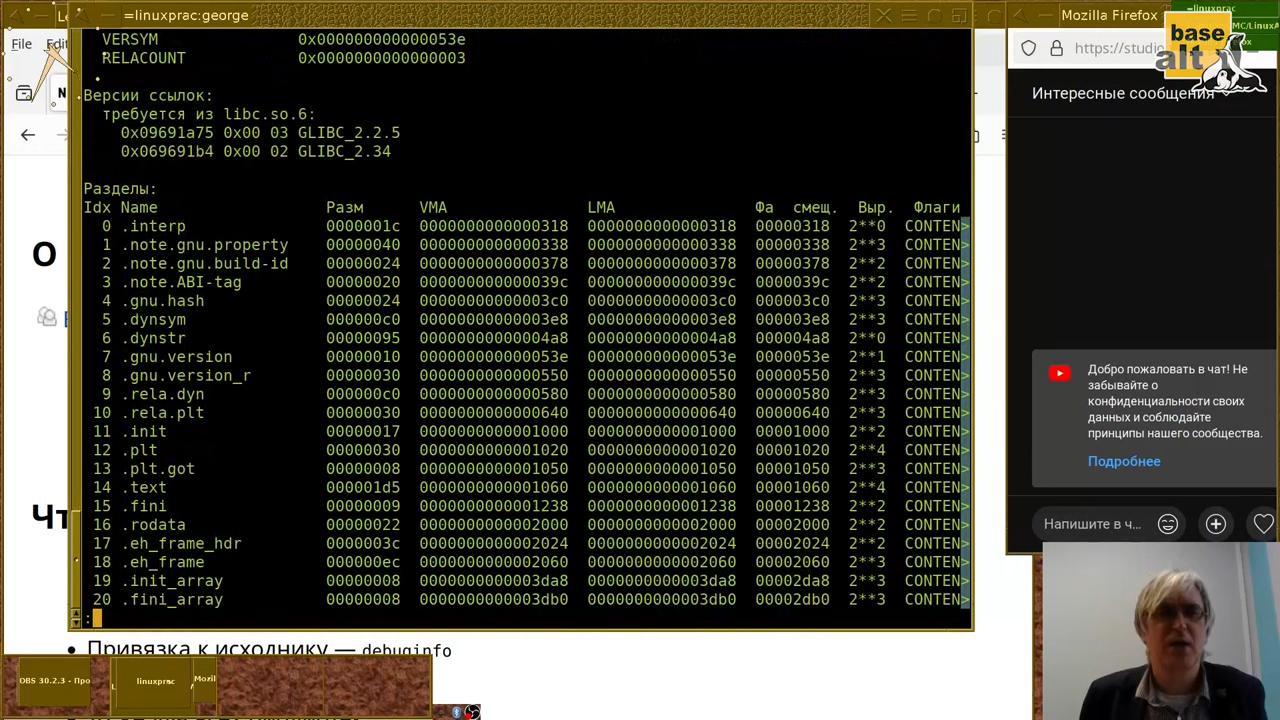 =linuxprac:george
File Edit
VERSYM 0x000000000000053e
RELACOUNT 0x0000000000000003
Версии ссылок:
требуется из libc.so.6:
0x09691a75 0x00 03 GLIBC_2.2.5
0x069691b4 0x00 02 GLIBC_2.34
Разделы:
Idx Name Разм VMA LMA Фа смещ. Выр. Флаги
0 .interp 0000001c 0000000000000318 0000000000000318 00000318 2**0 CONTEN>
1 .note.gnu.property 00000040 0000000000000338 0000000000000338 00000338 2**3 CONTEN>
2 .note.gnu.build-id 00000024 0000000000000378 0000000000000378 00000378 2**2 CONTEN>
3 .note.ABI-tag 00000020 000000000000039c 000000000000039c 0000039c 2**2 CONTEN>
4 .gnu.hash 00000024 00000000000003c0 00000000000003c0 000003c0 2**3 CONTEN>
5 .dynsym 000000c0 00000000000003e8 00000000000003e8 000003e8 2**3 CONTEN>
6 .dynstr 00000095 00000000000004a8 00000000000004a8 000004a8 2**0 CONTEN>
7 .gnu.version 00000010 000000000000053e 000000000000053e 0000053e 2**1 CONTEN>
8 .gnu.version_r 00000030 0000000000000550 0000000000000550 00000550 2**3 CONTEN>
9 .rela.dyn 000000c0 0000000000000580 0000000000000580 00000580 2**3 CONTEN>
10 .rela.plt 00000030 0000000000000640 0000000000000640 00000640 2**3 CONTEN>
11 .init 00000017 0000000000001000 0000000000001000 00001000 2**2 CONTEN>
12 .plt 00000030 0000000000001020 0000000000001020 00001020 2**4 CONTEN>
13 .plt.got 00000008 0000000000001050 0000000000001050 00001050 2**3 CONTEN>
14 .text 000001d5 0000000000001060 0000000000001060 00001060 2**4 CONTEN>
15 .fini 00000009 0000000000001238 0000000000001238 00001238 2**2 CONTEN>
16 .rodata 00000022 0000000000002000 0000000000002000 00002000 2**2 CONTEN>
17 .eh_frame_hdr 0000003c 0000000000002024 0000000000002024 00002024 2**2 CONTEN>
18 .eh_frame 000000ec 0000000000002060 0000000000002060 00002060 2**3 CONTEN>
19 .init_array 00000008 0000000000003da8 0000000000003da8 00002da8 2**3 CONTEN>
20 .fini_array 00000008 0000000000003db0 0000000000003db0 00002db0 2**3 CONTEN>
:
Привязка к исходнику — debuginfo
OBS 30.2.3 - Про
linuxprac
Mozil
Mozilla Firefox
=linuxprac
https://studio
base
alt
Интересные сообщения
Добро пожаловать в чат! Не
забывайте о
конфиденциальности своих
данных и соблюдайте
принципы нашего сообщества.
Подробнее
Напишите в ч...